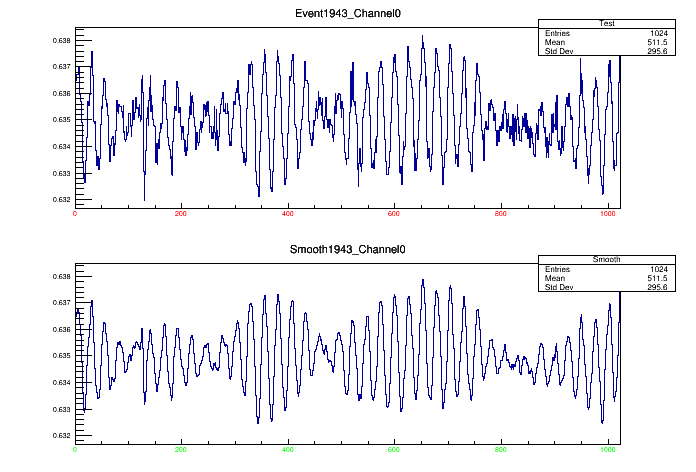 Event1943_Channel0
Test
Entries 1024
Mean 511.5
Std Dev 295.6
0.638
0.637
0.636
0.635
0.634
0.633
0.632
0 200 400 600 800 1000
Smooth1943_Channel0
Smooth
Entries 1024
Mean 511.5
Std Dev 295.6
0.638
0.637
0.636
0.635
0.634
0.633
0.632
0 200 400 600 800 1000